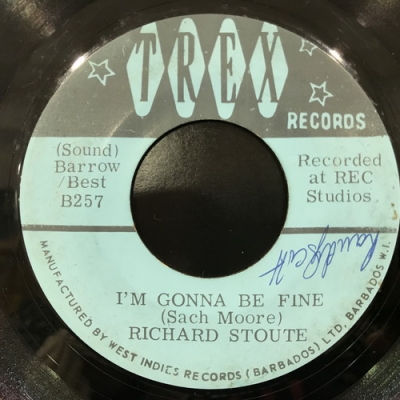 TREX
RECORDS
(Sound)
Barrow
/Best
B257
Recorded
at REC
Studios
I'M GONNA BE FINE
(Sach Moore)
RICHARD STOUTE
MANUFACTURED BY WEST INDIES RECORDS (BARBADOS) LTD. BARBADOS W.I.